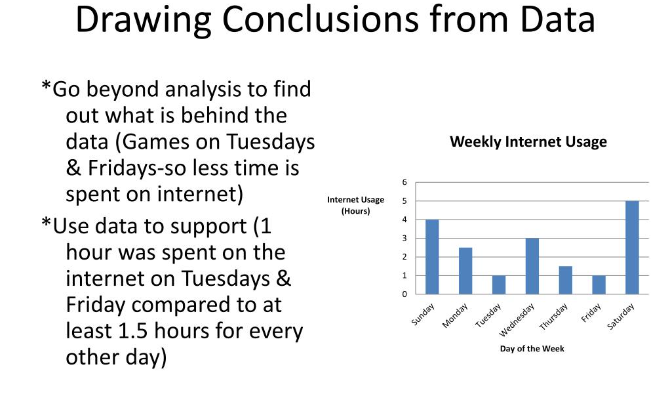 Drawing Conclusions from Data
*Go beyond analysis to find
out what is behind the
data (Games on Tuesdays
& Fridays-so less time is
spent on internet)
*Use data to support (1
hour was spent on the
internet on Tuesdays &
Friday compared to at
least 1.5 hours for every
other day)
Weekly Internet Usage
Internet Usage
(Hours)
6
5
4
3
2
1
0
Sunday
Monday
Tuesday
Wednesday
Thursday
Friday
Saturday
Day of the Week